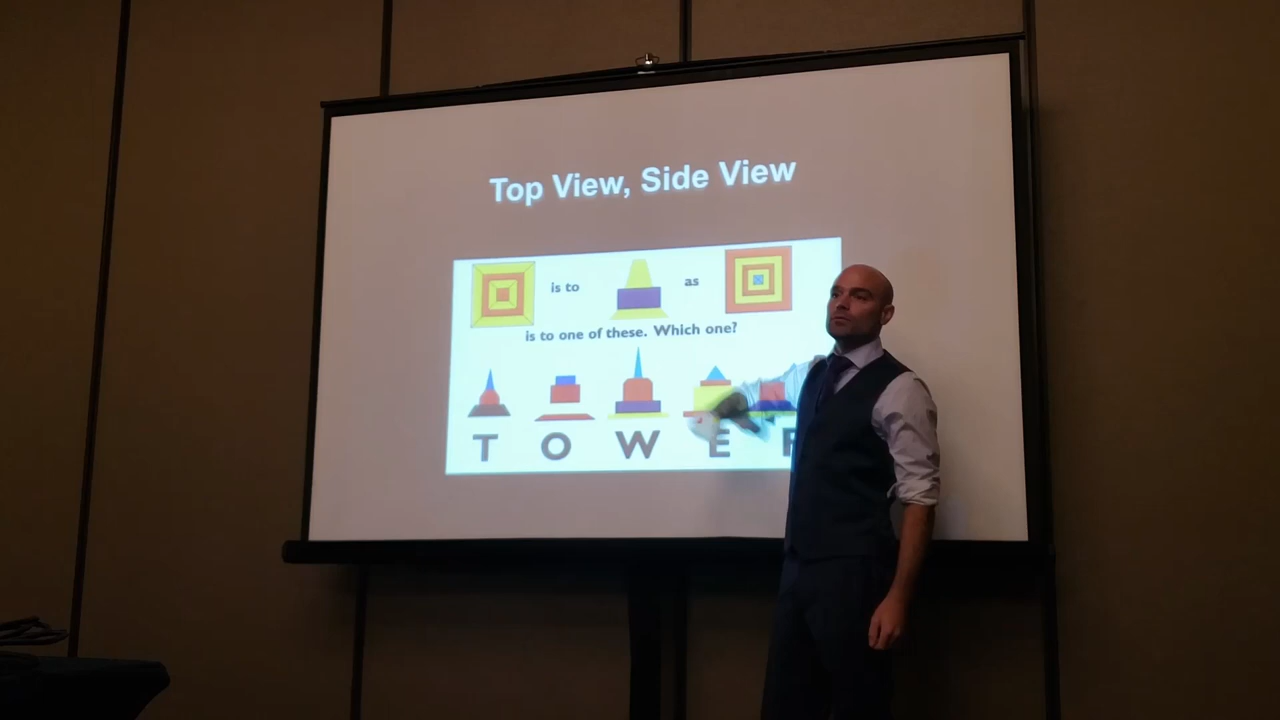 Top View, Side View
is to
as
is to one of these. Which one?
T O W E